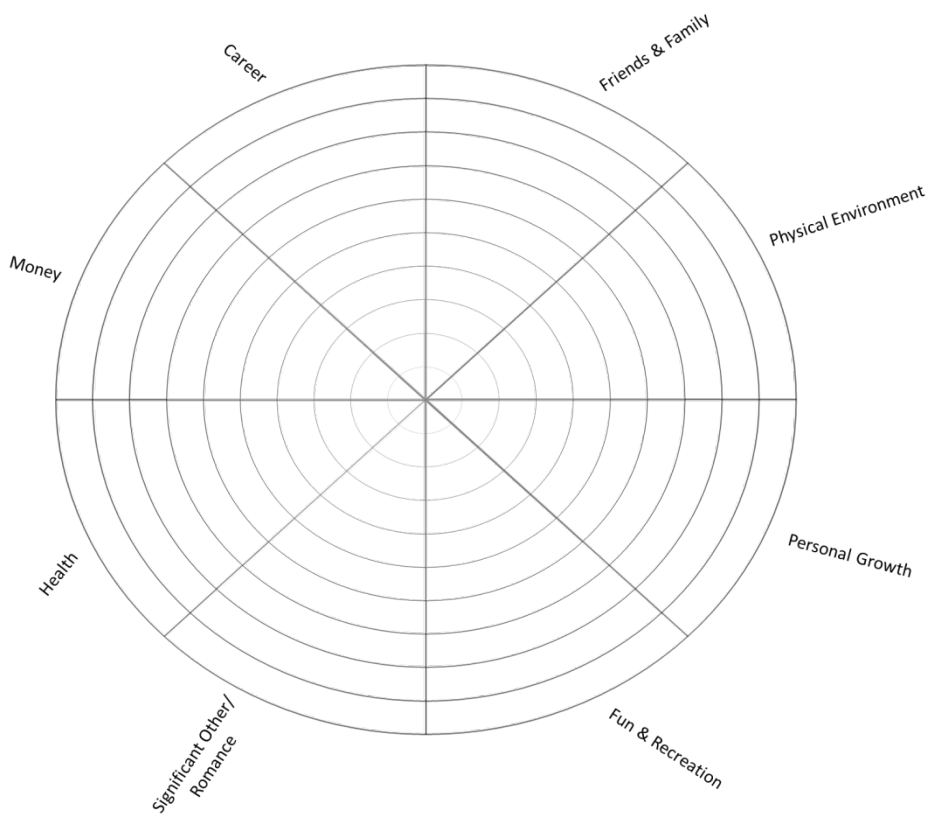 Career
Friends & Family
Physical Environment
Money
Personal Growth
Health
Significant Other/
Romance
Fun & Recreation